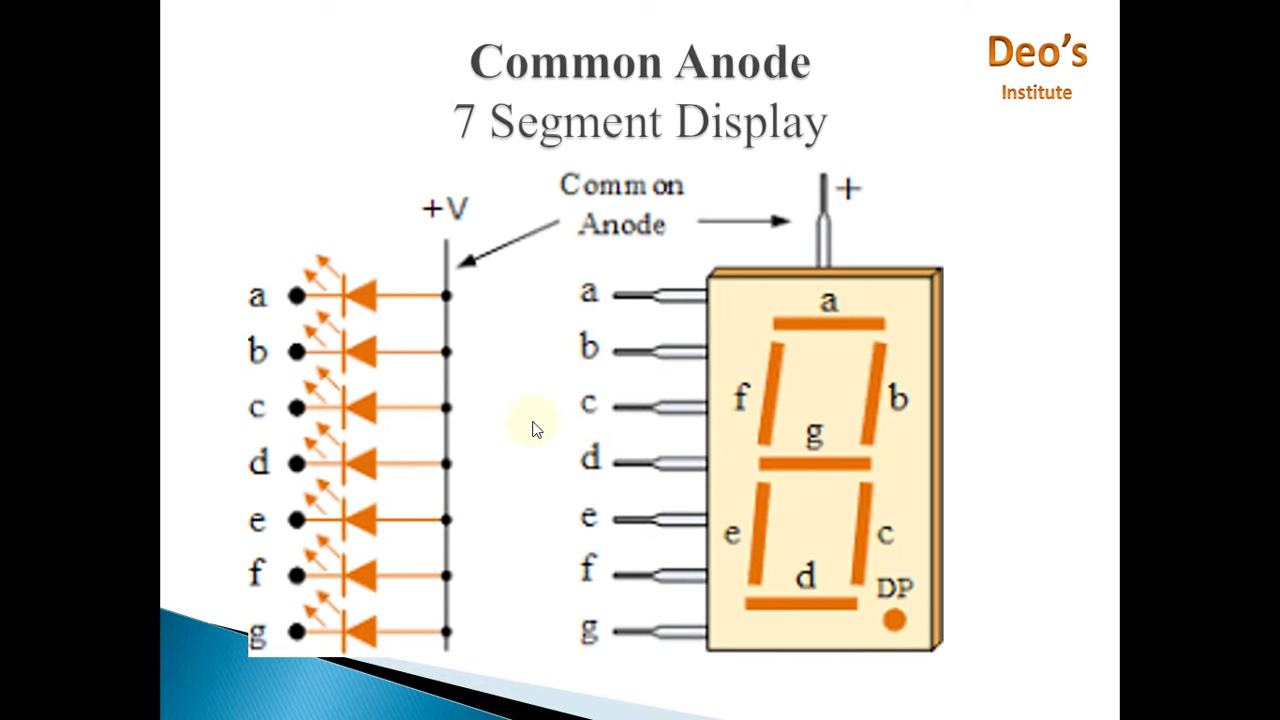 Common Anode
7 Segment Display
Deo's
Institute
Common
Anode
+V
+
a
b
c
d
e
f
g
a
b
c
d
e
f
g
a
f
b
g
e
c
d
DP